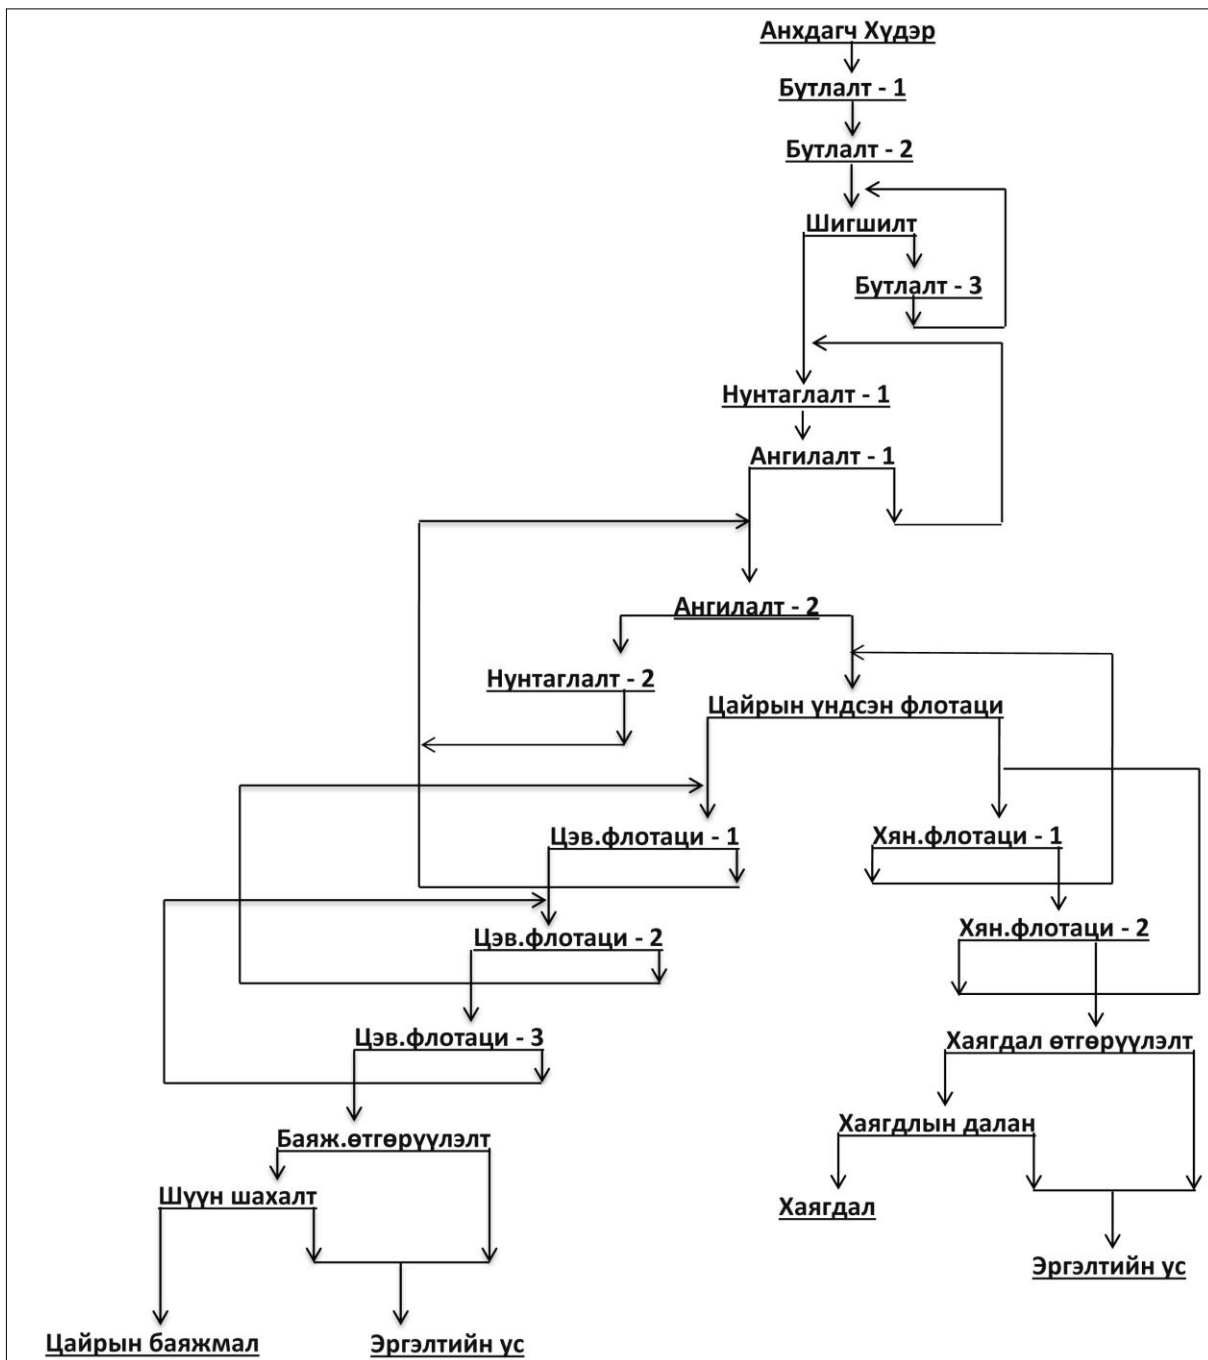 Анхдагч Хүдэр
Бутлалт - 1
Бутлалт - 2
Шигшилт
Бутлалт - 3
Нунтаглалт - 1
Ангилалт - 1
Ангилалт - 2
Нунтаглалт - 2
Цайрын үндсэн флотаци
Цэв.флотаци - 1
Хян.флотаци - 1
Цэв.флотаци - 2
Хян.флотаци - 2
Цэв.флотаци - 3
Хаягдал өтгөрүүлэлт
Баяж.өтгөрүүлэлт
Хаягдлын далан
Шүүн шахалт
Хаягдал
Эргэлтийн ус
Цайрын баяжмал
Эргэлтийн ус